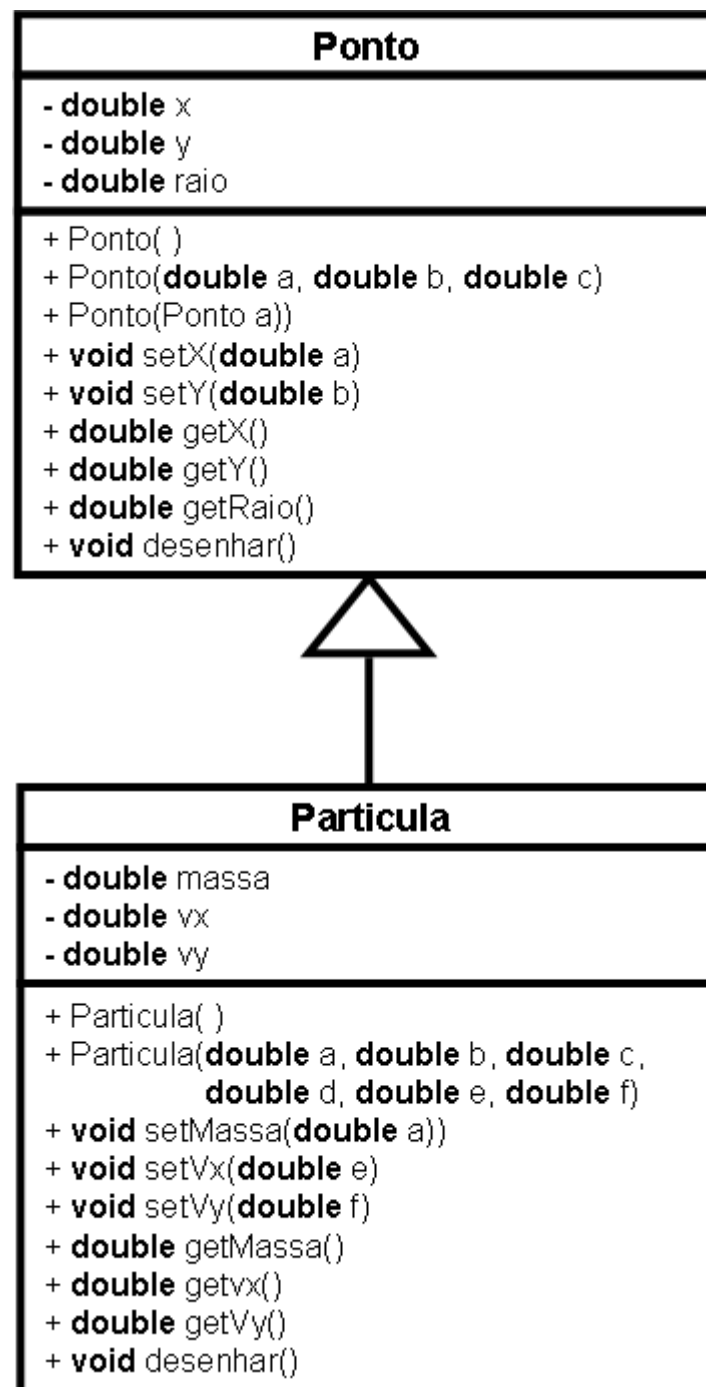 Ponto
- double x
- double y
- double raio
+ Ponto( )
+ Ponto(double a, double b, double c)
+ Ponto(Ponto a))
+ void setX(double a)
+ void setY(double b)
+ double getX()
+ double getY()
+ double getRaio()
+ void desenhar()
Particula
- double massa
- double vx
- double vy
+ Particula( )
+ Particula(double a, double b, double c,
double d, double e, double f)
+ void setMassa(double a))
+ void setVx(double e)
+ void setVy(double f)
+ double getMassa()
+ double getvx()
+ double getVy()
+ void desenhar()